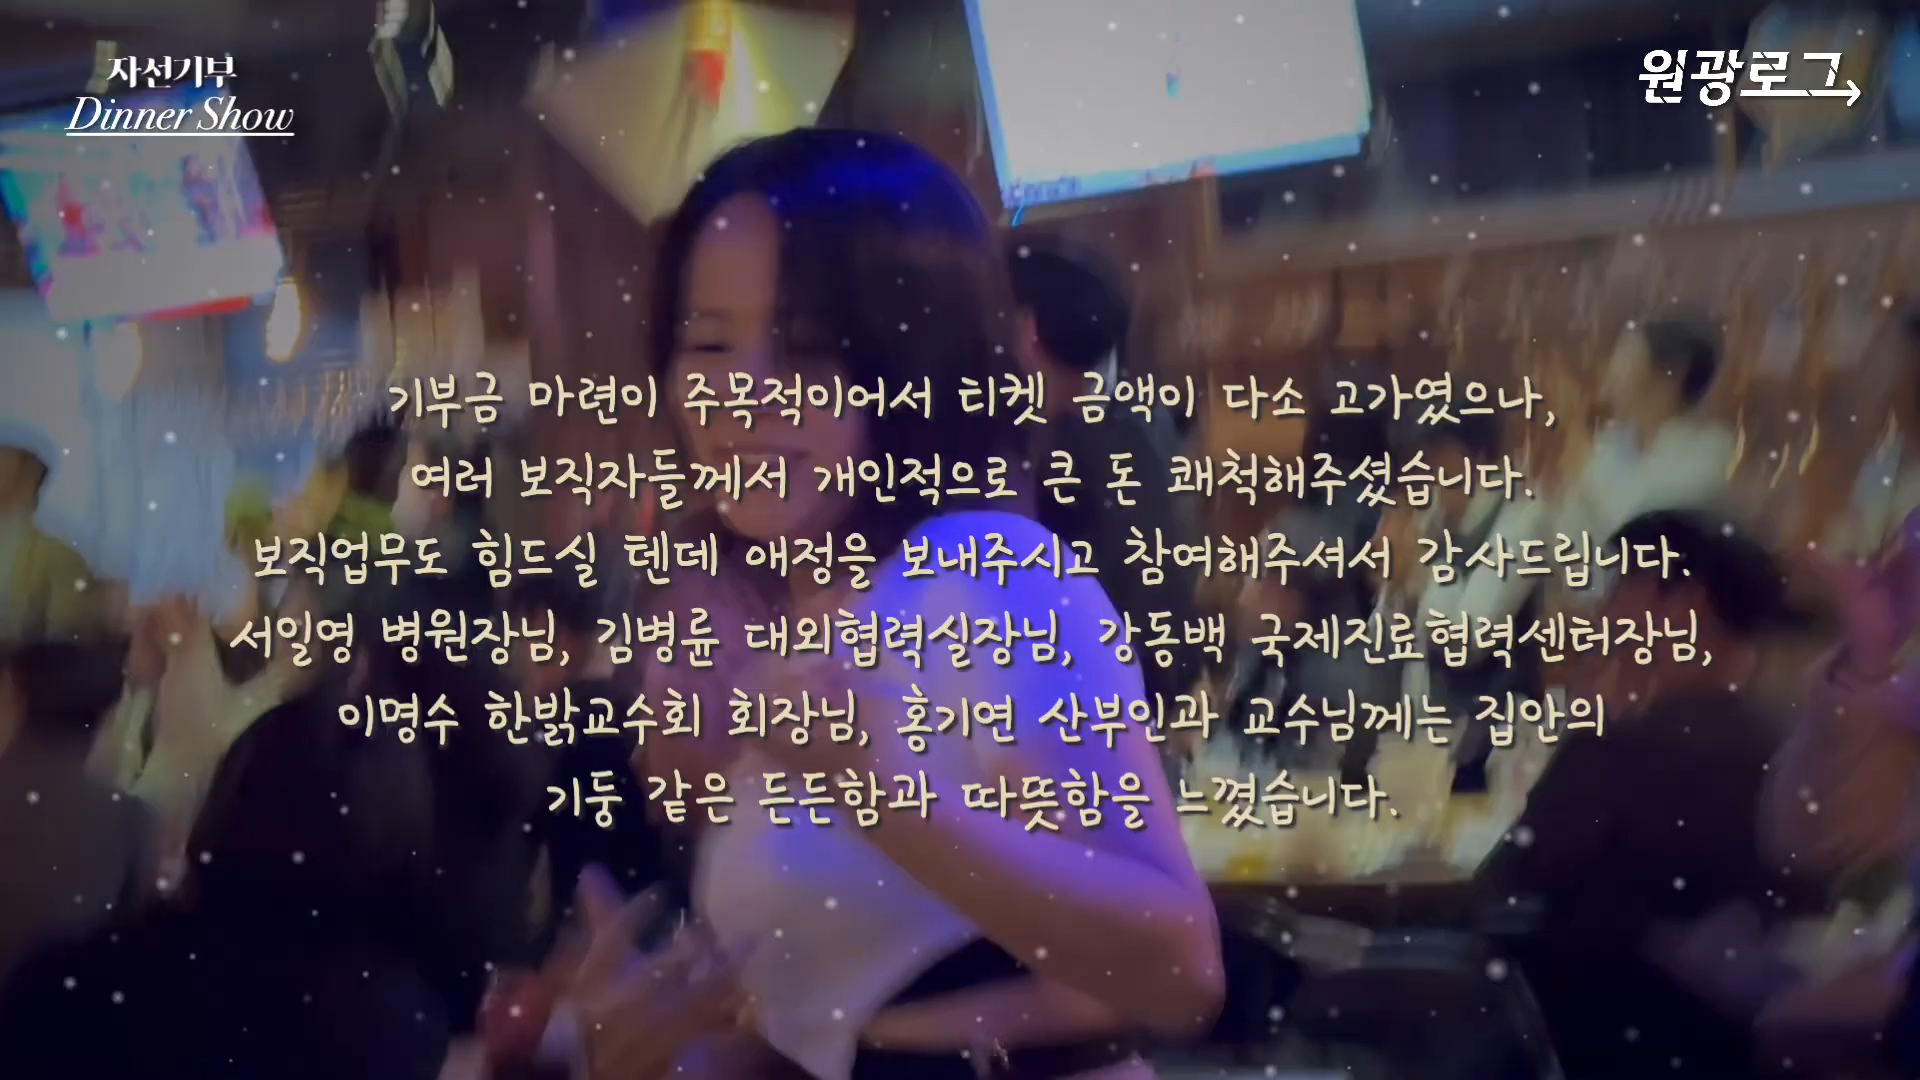 자선기부
Dinner Show
원광로그
기부금 마련이 주목적이어서 티켓 금액이 다소 고가였으나,
여러 보직자들께서 개인적으로 큰 돈 쾌척해주셨습니다.
보직업무도 힘드실 텐데 애정을 보내주시고 참여해주셔서 감사드립니다.
서일영 병원장님, 김병륜 대외협력실장님, 강동백 국제진료협력센터장님,
이명수 한밝교수회 회장님, 홍기연 산부인과 교수님께는 집안의
기둥 같은 든든함과 따뜻함을 느꼈습니다.